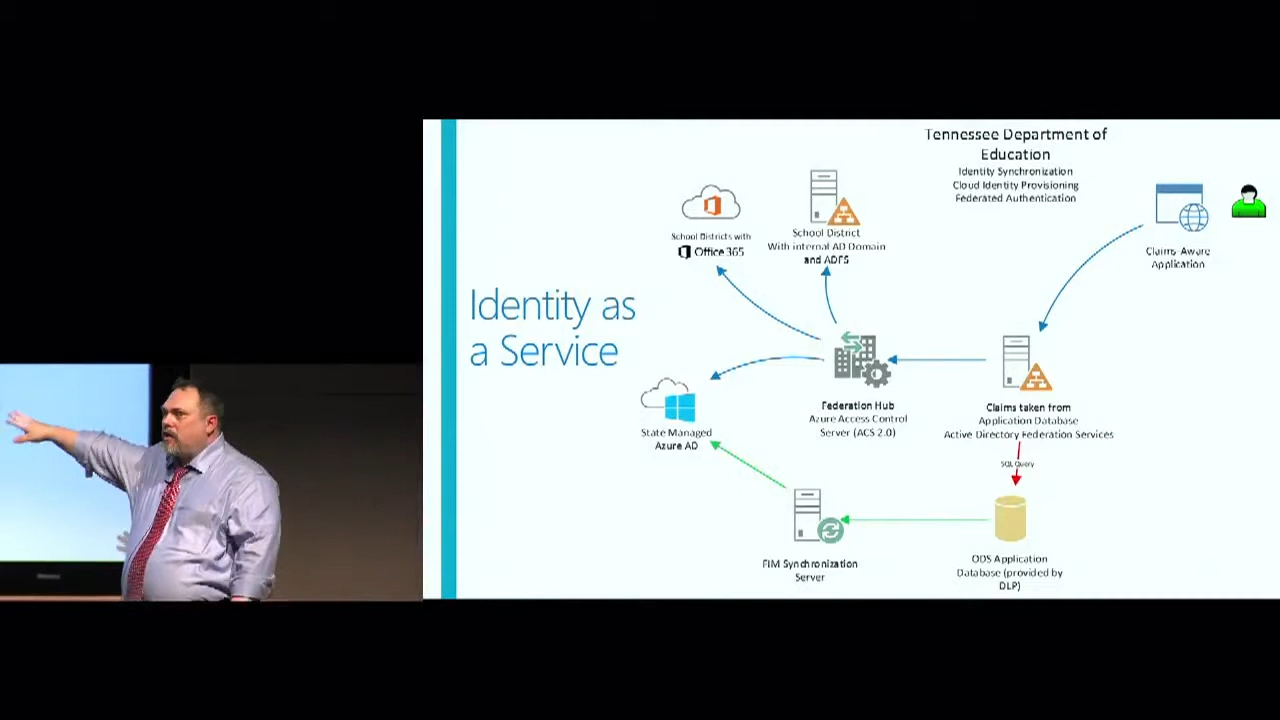 Tennessee Department of
Education
Identity Synchronization
Cloud Identity Provisioning
Federated Authentication
School Districts with
Office 365
School District
With internal AD Domain
and ADFS
Claims-Aware
Application
Identity as
a Service
Federation Hub
Azure Access Control
Server (ACS 2.0)
Claims taken from
Application Database
Active Directory Federation Services
SQL Query
State Managed
Azure AD
FIM Synchronization
Server
ODS Application
Database (provided by
DLP)